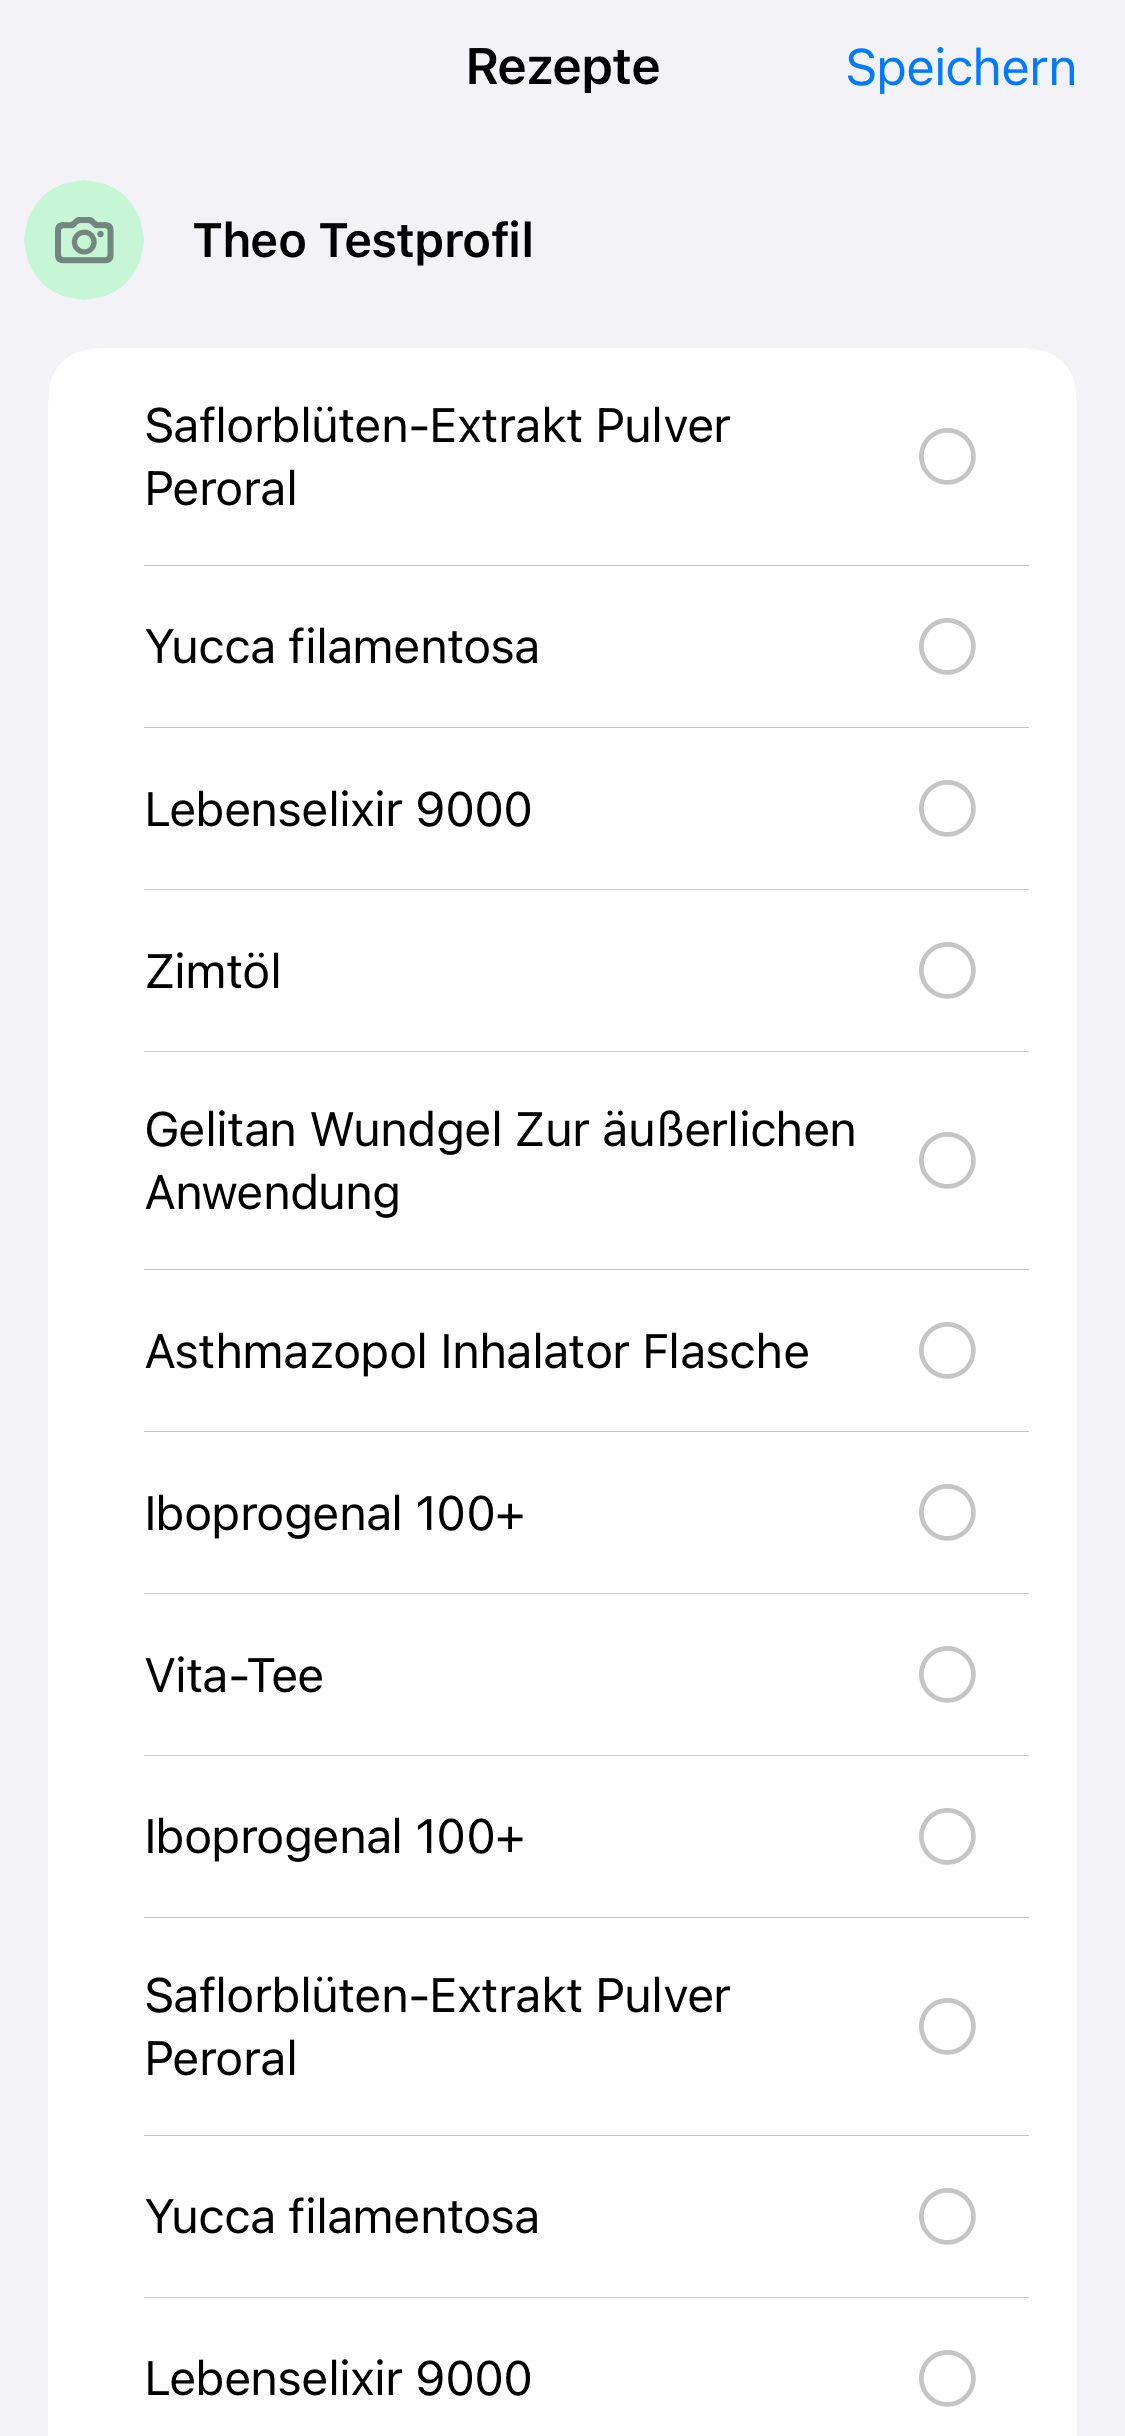 Rezepte
Speichern
Theo Testprofil
Saflorblüten-Extrakt Pulver
Peroral
Yucca filamentosa
Lebenselixir 9000
Zimtöl
Gelitan Wundgel Zur äußerlichen
Anwendung
Asthmazopol Inhalator Flasche
Iboprogenal 100+
Vita-Tee
Iboprogenal 100+
Saflorblüten-Extrakt Pulver
Peroral
Yucca filamentosa
Lebenselixir 9000